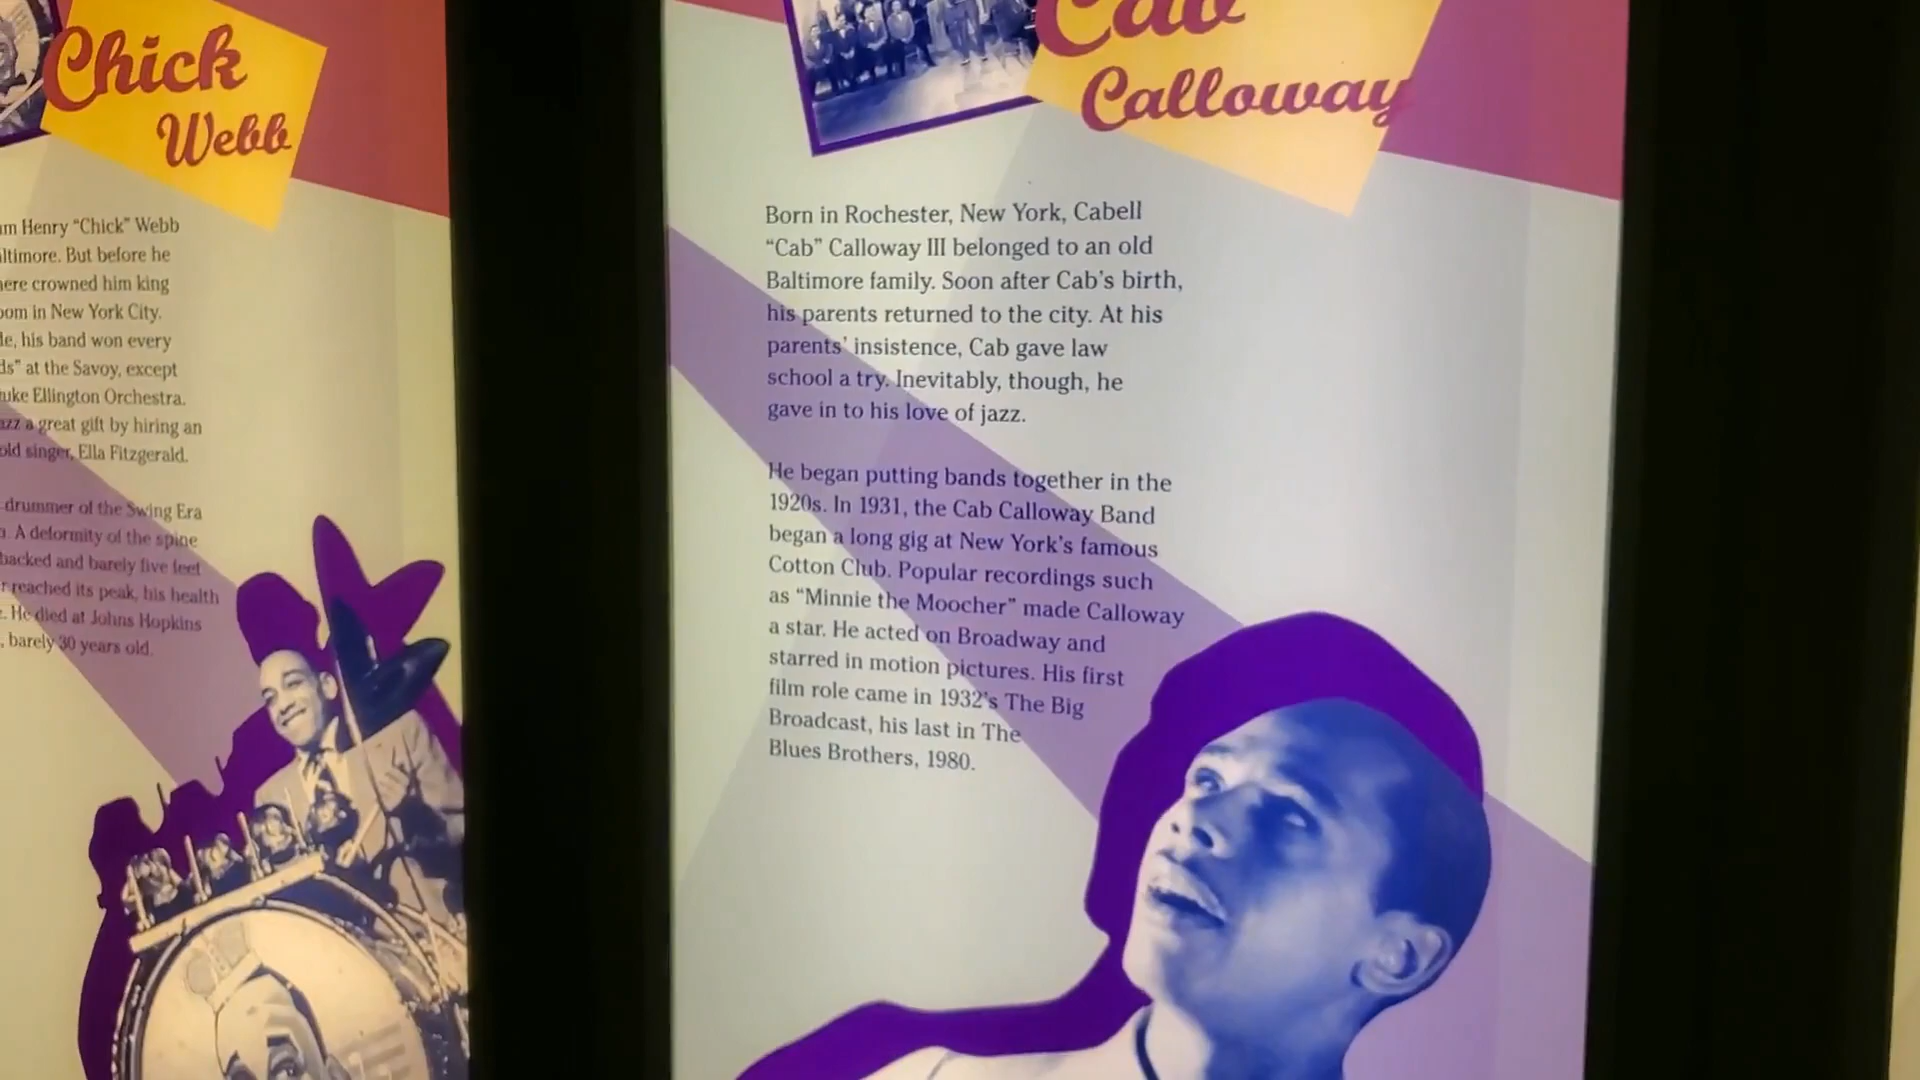 Chick
Webb
Henry “Chick” Webb
But before he
crowned him king
in New York City.
his band won every
at the Savoy, except
Ellington Orchestra.
a great gift by hiring an
singer, Ella Fitzgerald.
drummer of the Swing Era
A deformity of the spine
and barely five feet
reached its peak, his health
He died at Johns Hopkins
barely 30 years old.
Cab
Calloway
Born in Rochester, New York, Cabell
“Cab” Calloway III belonged to an old
Baltimore family. Soon after Cab’s birth,
his parents returned to the city. At his
parents’ insistence, Cab gave law
school a try. Inevitably, though, he
gave in to his love of jazz.
He began putting bands together in the
1920s. In 1931, the Cab Calloway Band
began a long gig at New York’s famous
Cotton Club. Popular recordings such
as “Minnie the Moocher” made Calloway
a star. He acted on Broadway and
starred in motion pictures. His first
film role came in 1932’s The Big
Broadcast, his last in The
Blues Brothers, 1980.